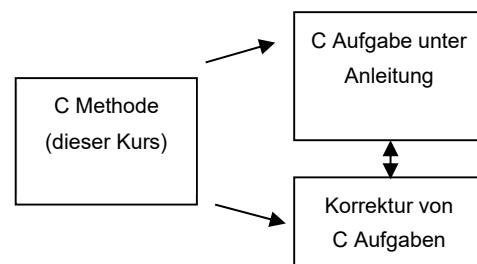 C Methode
(dieser Kurs)
C Aufgabe unter
Anleitung
Korrektur von
C Aufgaben